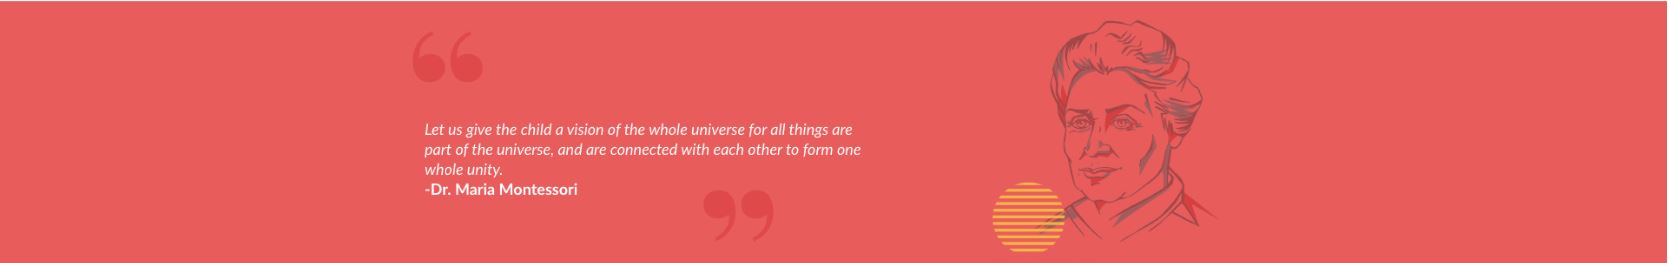 Let us give the child a vision of the whole universe for all things are
part of the universe, and are connected with each other to form one
whole unity.
-Dr. Maria Montessori